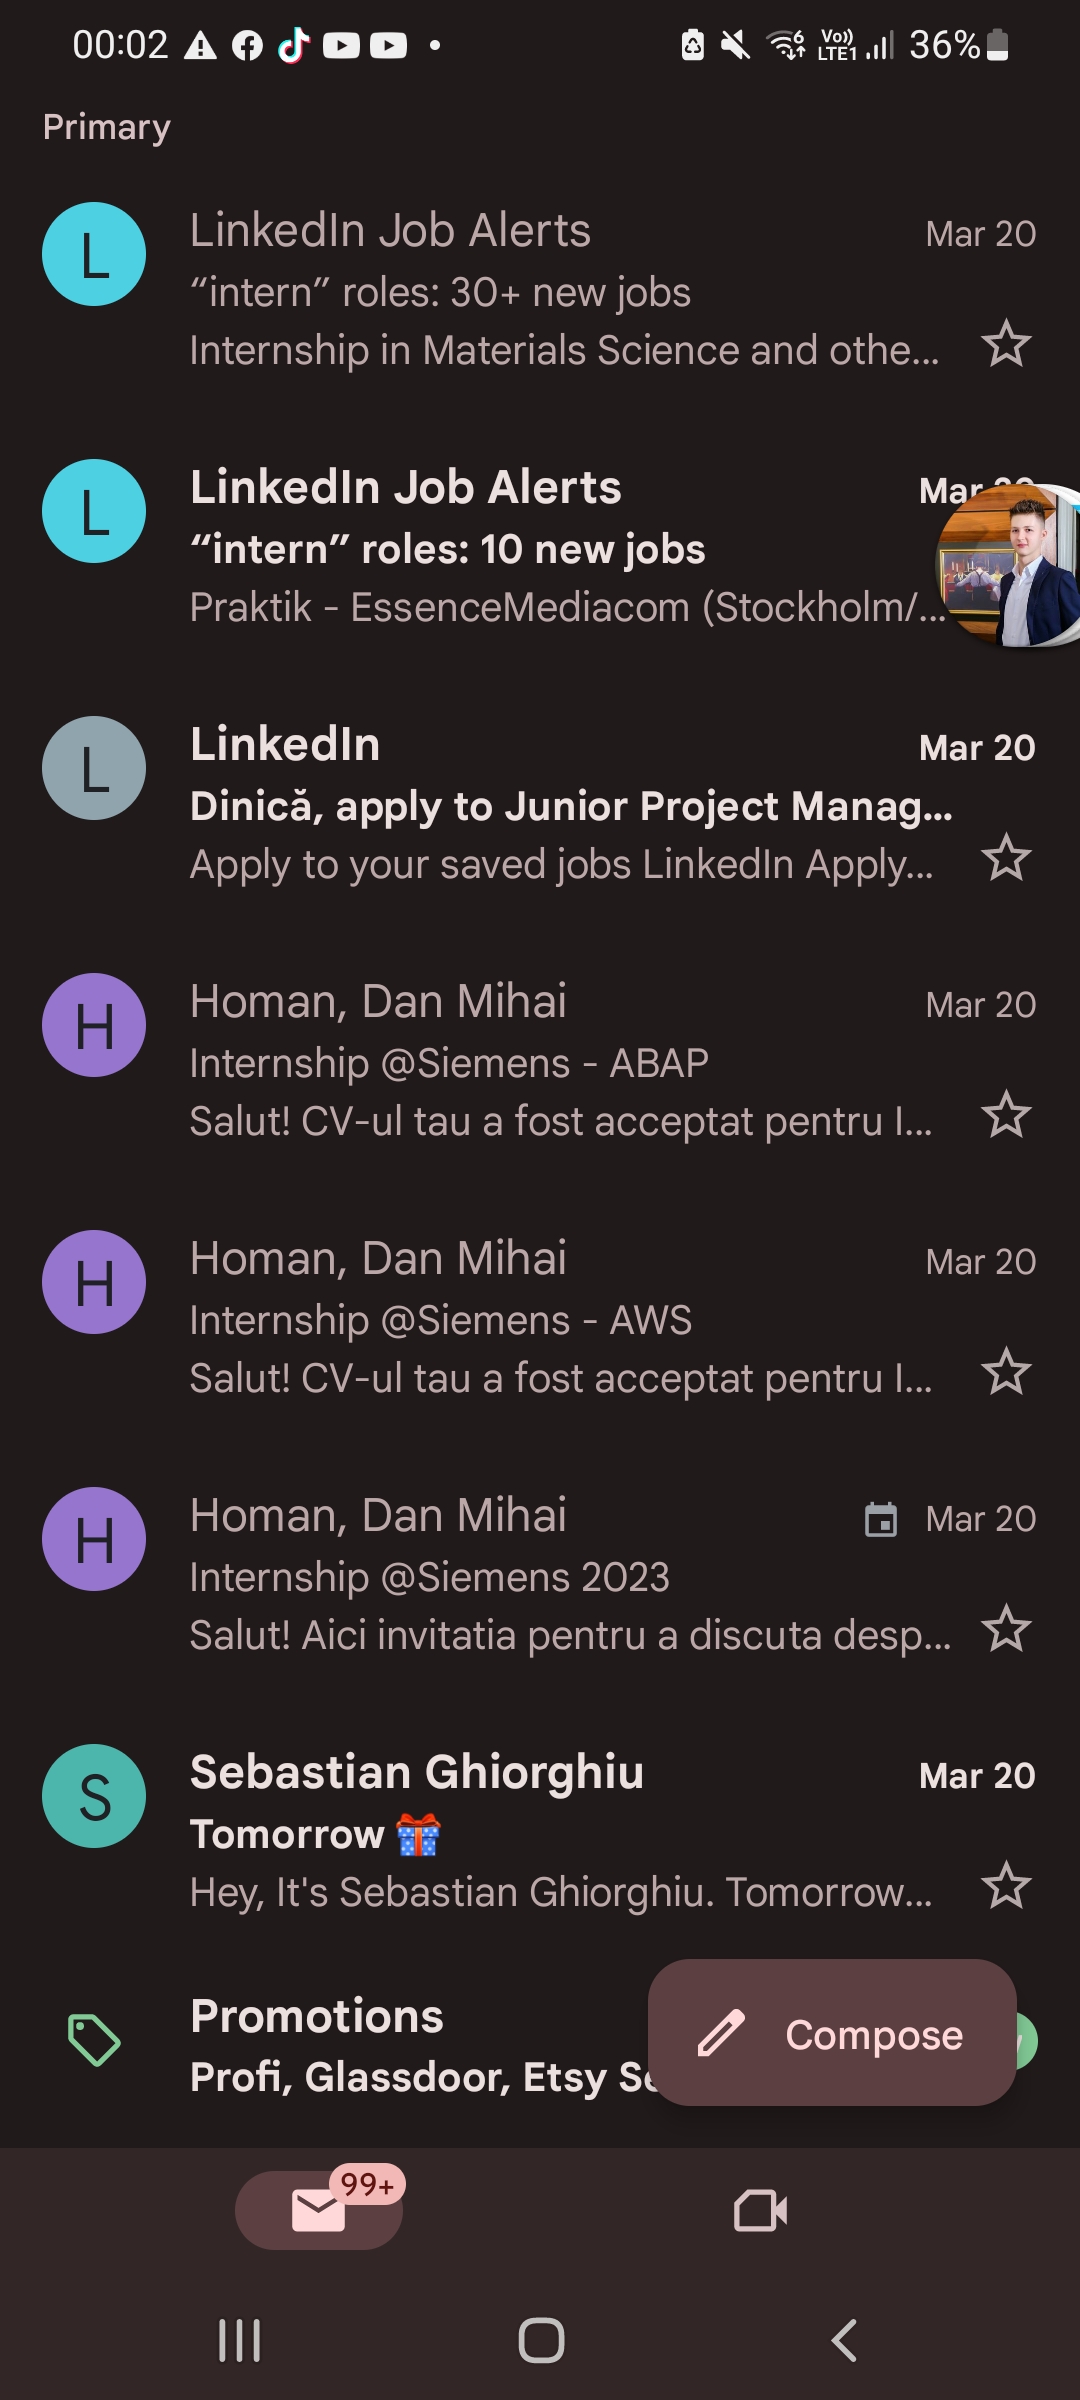 00:02
Vo)) LTE1
6
36%
Primary
L
LinkedIn Job Alerts
Mar 20
“intern” roles: 30+ new jobs
Internship in Materials Science and othe...
L
LinkedIn Job Alerts
Mar 20
“intern” roles: 10 new jobs
Praktik - EssenceMediacom (Stockholm/...
L
LinkedIn
Mar 20
Dinică, apply to Junior Project Manag...
Apply to your saved jobs LinkedIn Apply...
H
Homan, Dan Mihai
Mar 20
Internship @Siemens - ABAP
Salut! CV-ul tau a fost acceptat pentru I...
H
Homan, Dan Mihai
Mar 20
Internship @Siemens - AWS
Salut! CV-ul tau a fost acceptat pentru I...
H
Homan, Dan Mihai
Mar 20
Internship @Siemens 2023
Salut! Aici invitatia pentru a discuta desp...
S
Sebastian Ghiorghiu
Mar 20
Tomorrow 🎁
Hey, It's Sebastian Ghiorghiu. Tomorrow...
Promotions
Profi, Glassdoor, Etsy
Compose
99+